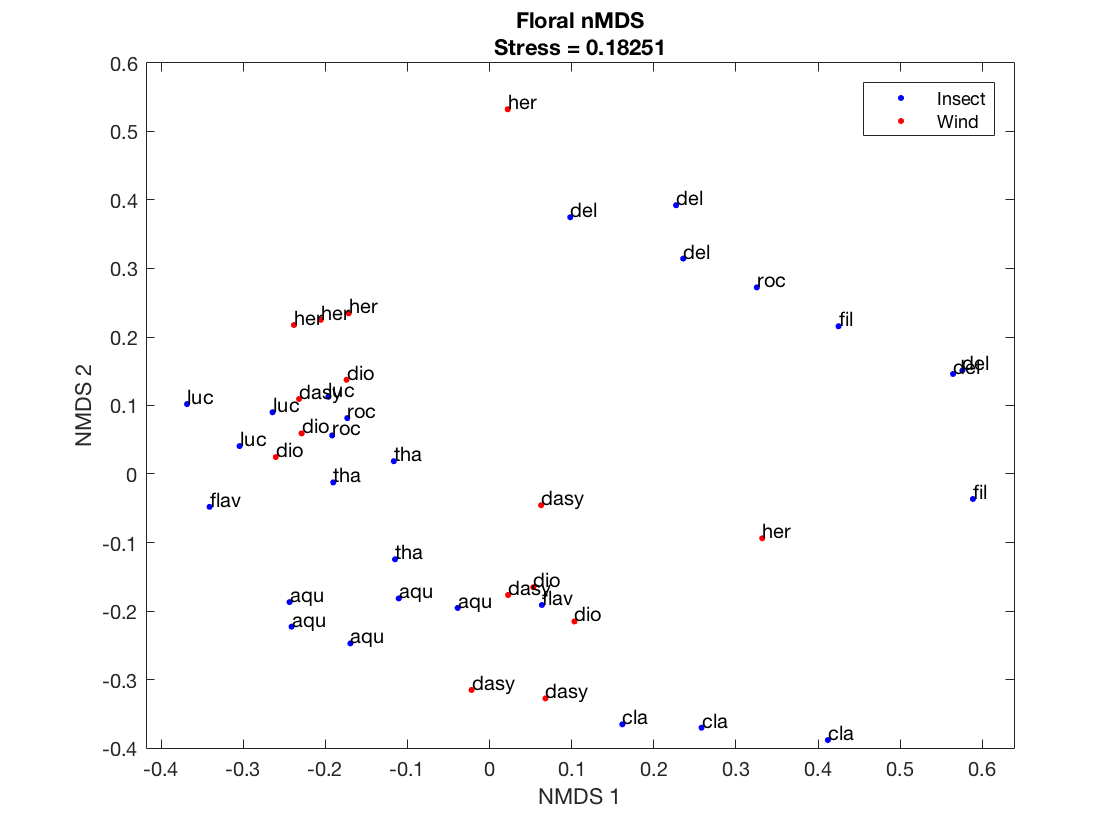 Floral nMDS
Stress = 0.18251
0.6
her
Insect
Wind
0.5
0.4
del
del
del
0.3
roc
her
her
her
fil
0.2
dio
del
del
luc
dasy
luc
0.1
luc
roc
NMDS 2
dio
roc
luc
dio
tha
0
tha
flav
dasy
fil
her
-0.1
tha
dio
aqu
aqu
dasy
flav
aqu
-0.2
aqu
dio
aqu
-0.3
dasy
dasy
cla
cla
cla
-0.4
-0.4 -0.3 -0.2 -0.1 0 0.1 0.2 0.3 0.4 0.5 0.6
NMDS 1